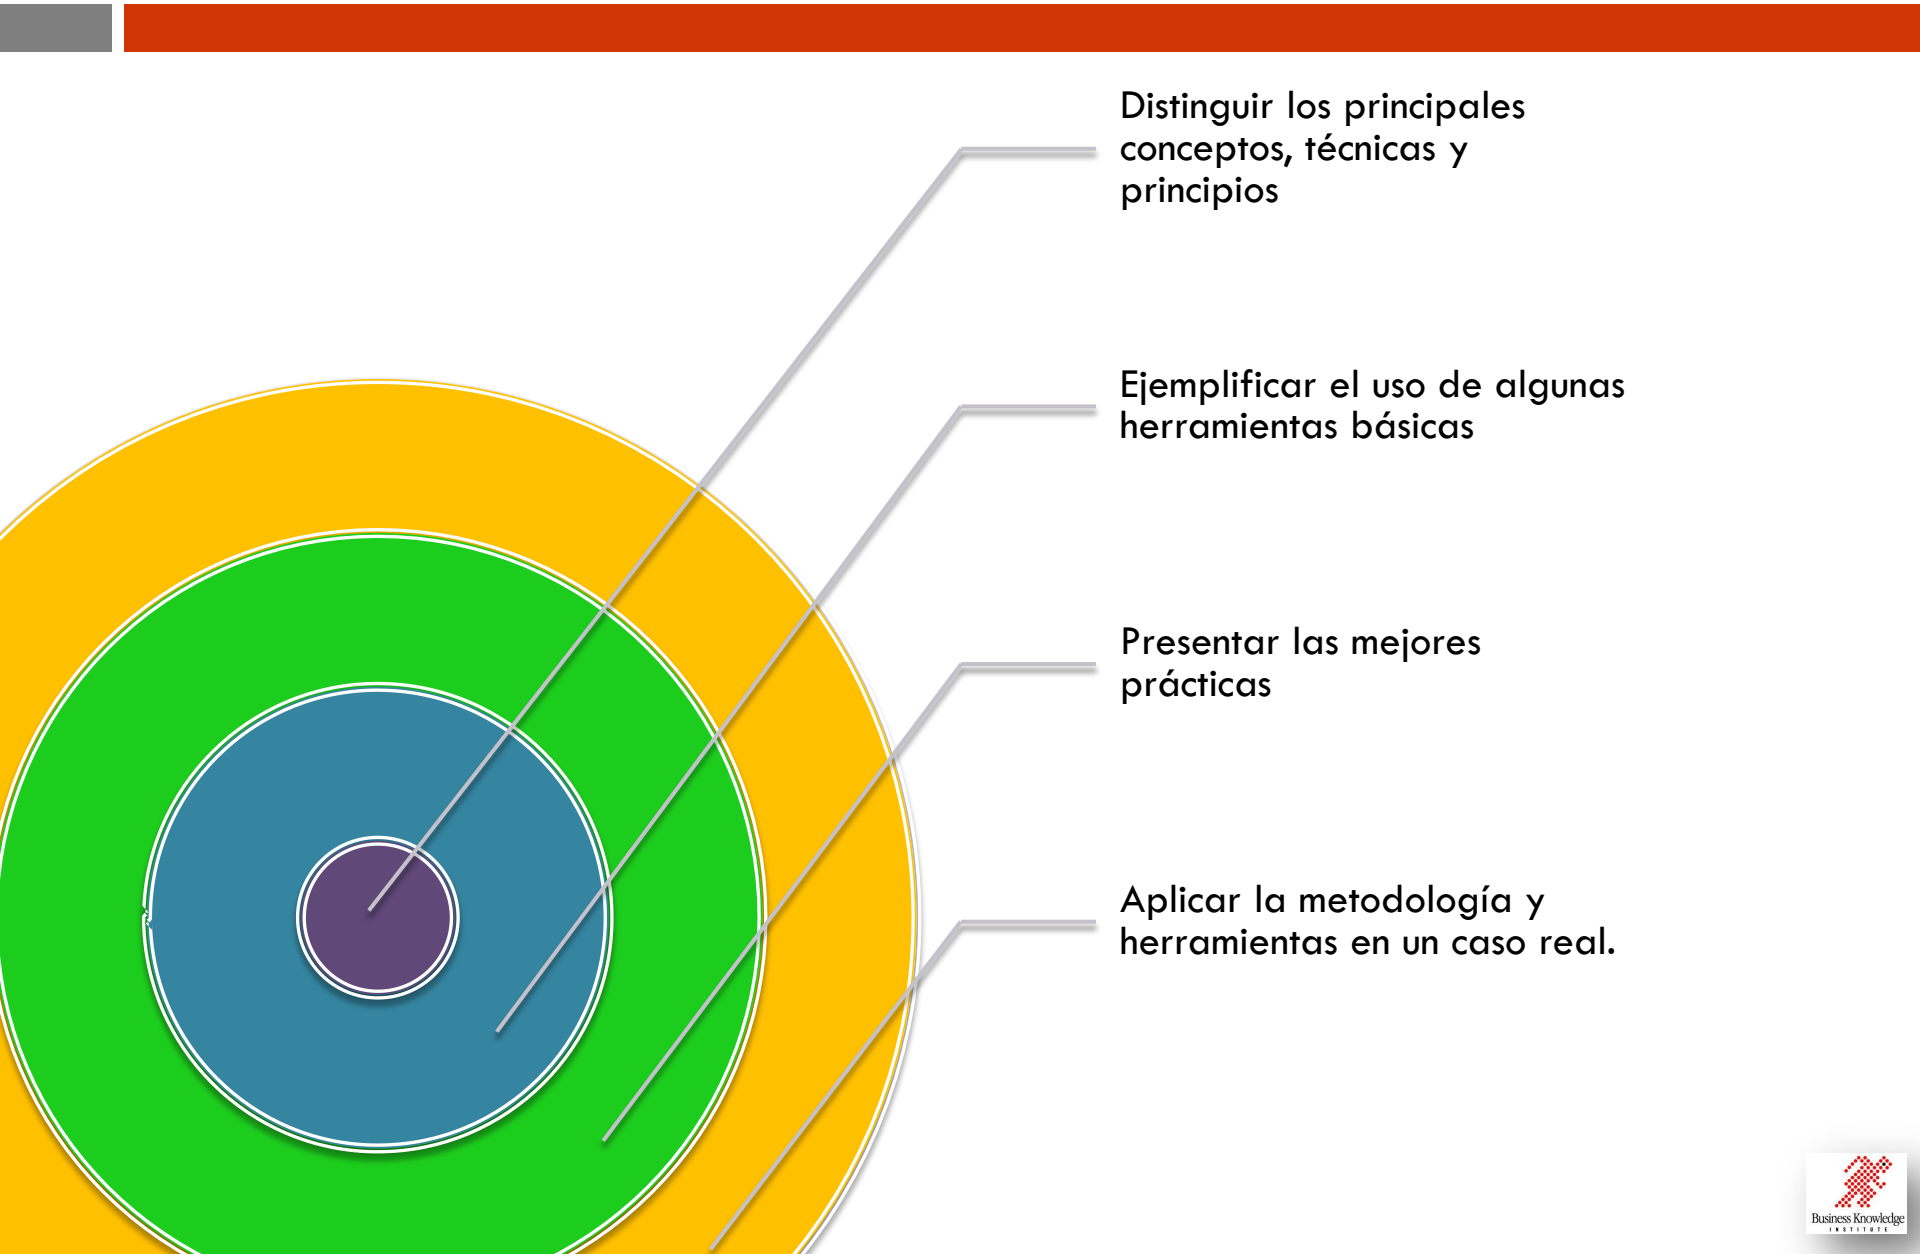 Distinguir los principales
conceptos, técnicas y
principios
Ejemplificar el uso de algunas
herramientas básicas
Presentar las mejores
prácticas
Aplicar la metodología y
herramientas en un caso real.
Business Knowledge
INSTITUTE